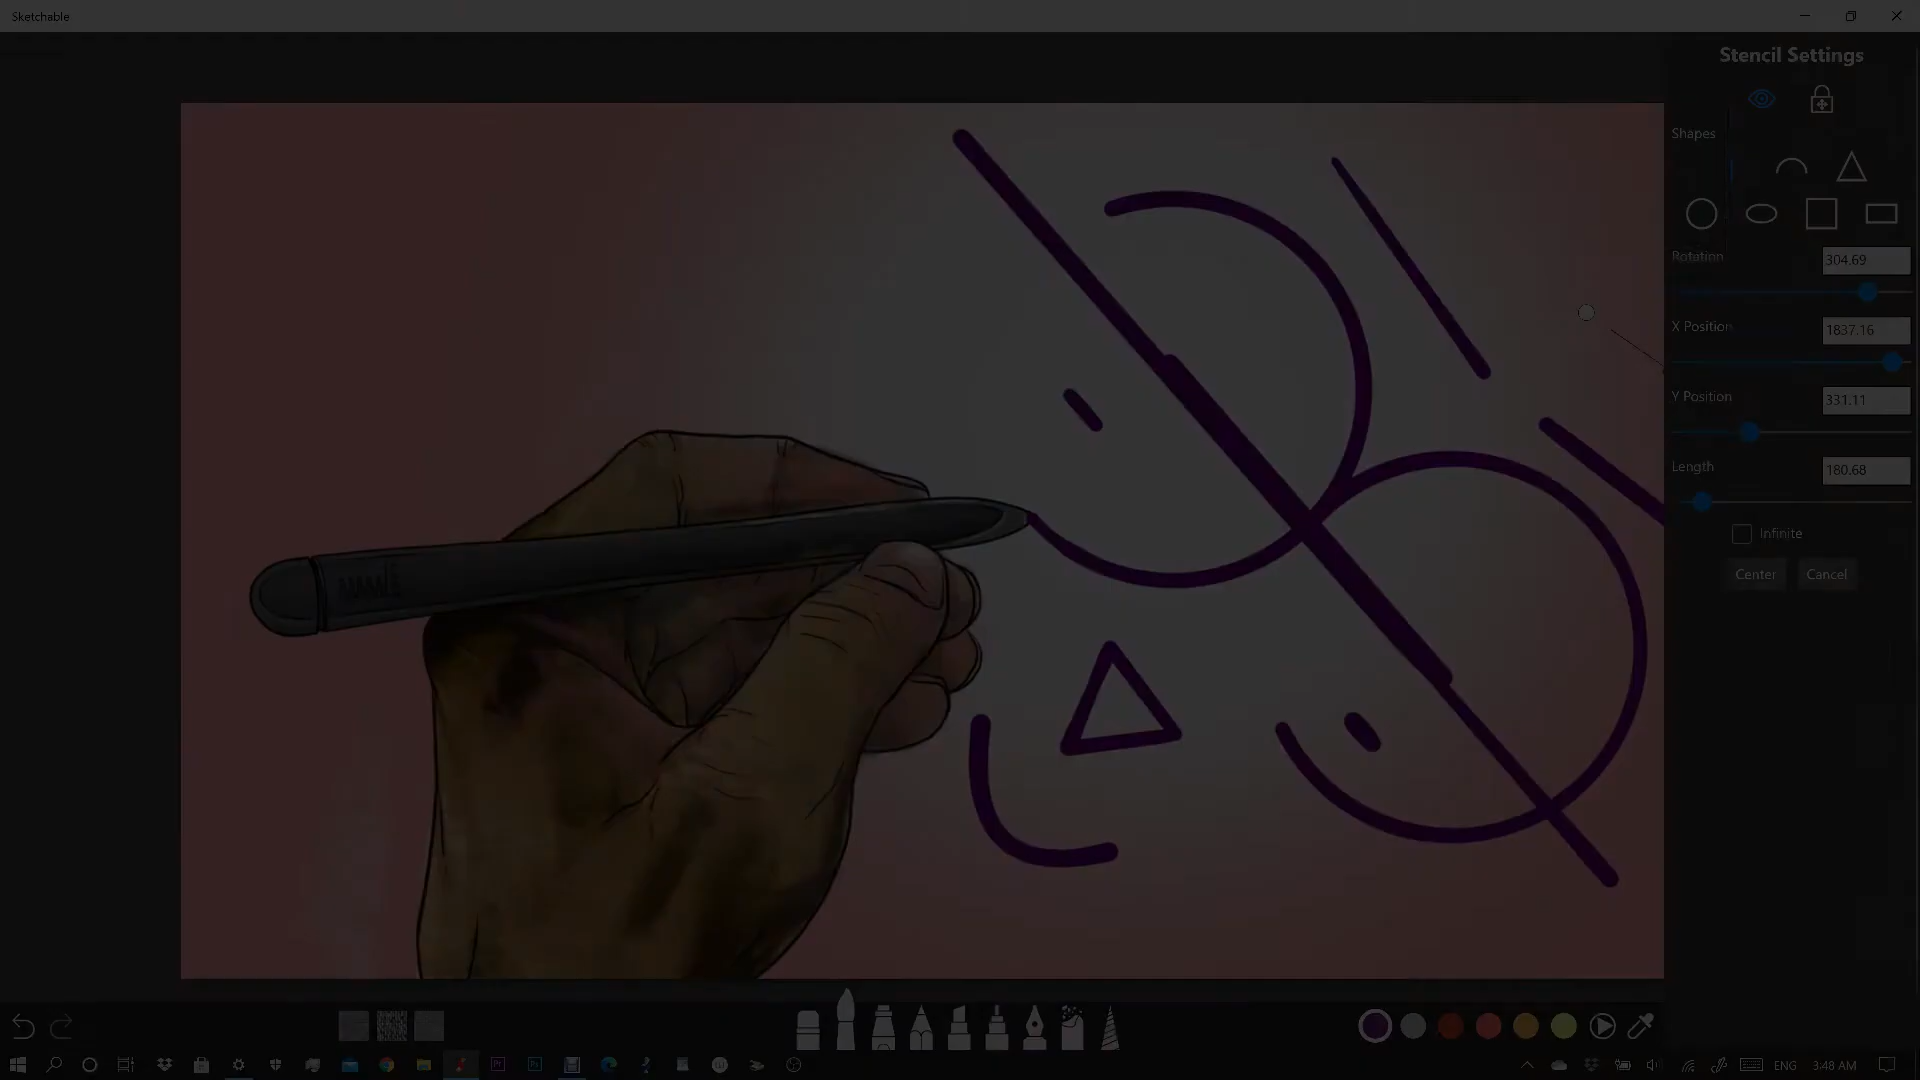 Sketchable
Stencil Settings
Shapes
Rotation
304.69
X Position
1837.16
Y Position
331.11
Length
180.68
Infinite
Center
Cancel
ENG
3:48 AM